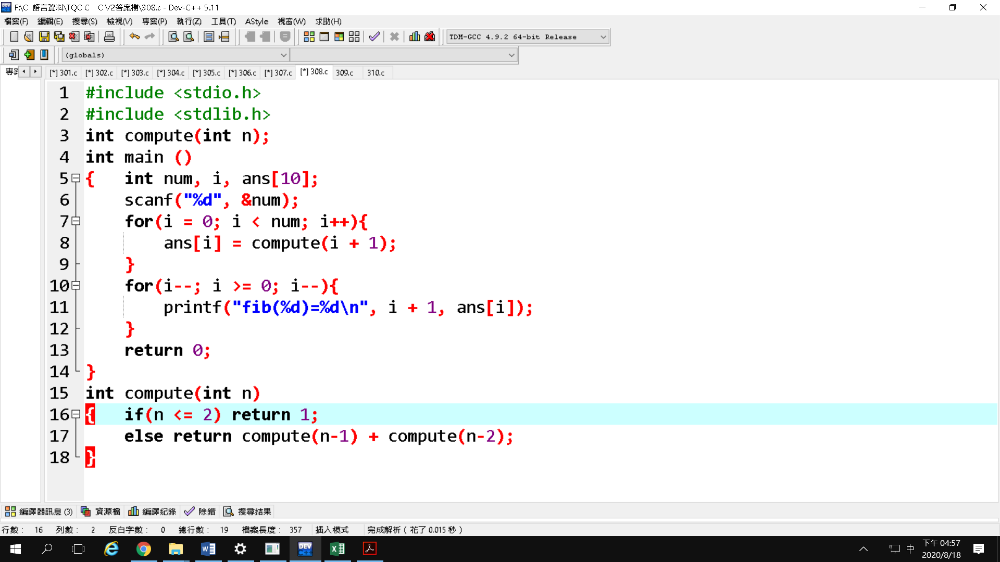 F:\C 語言資料\TQC C    C V2答案檔\308.c - Dev-C++ 5.11
檔案(F) 編輯(E) 搜尋(S) 檢視(V) 專案(P) 執行(Z) 工具(T) AStyle 視窗(W) 求助(H)
TDM-GCC 4.9.2 64-bit Release
(globals)
[*] 301.c [*] 302.c [*] 303.c [*] 304.c [*] 305.c [*] 306.c [*] 307.c [*] 308.c 309.c 310.c
1 #include <stdio.h>
2 #include <stdlib.h>
3 int compute(int n);
4 int main ()
5 {   int num, i, ans[10];
6     scanf("%d", &num);
7     for(i = 0; i < num; i++){
8         ans[i] = compute(i + 1);
9     }
10     for(i--; i >= 0; i--){
11         printf("fib(%d)=%d\n", i + 1, ans[i]);
12     }
13     return 0;
14 }
15 int compute(int n)
16 {   if(n <= 2) return 1;
17     else return compute(n-1) + compute(n-2);
18 }
編譯器訊息 (3) 資源檔 編譯紀錄 除錯 搜尋結果
行數： 16 列數： 2 反白字數： 0 總行數： 19 檔案長度： 357 插入模式 完成解析 ( 花了 0.015 秒 )
中
下午 04:57
2020/8/18